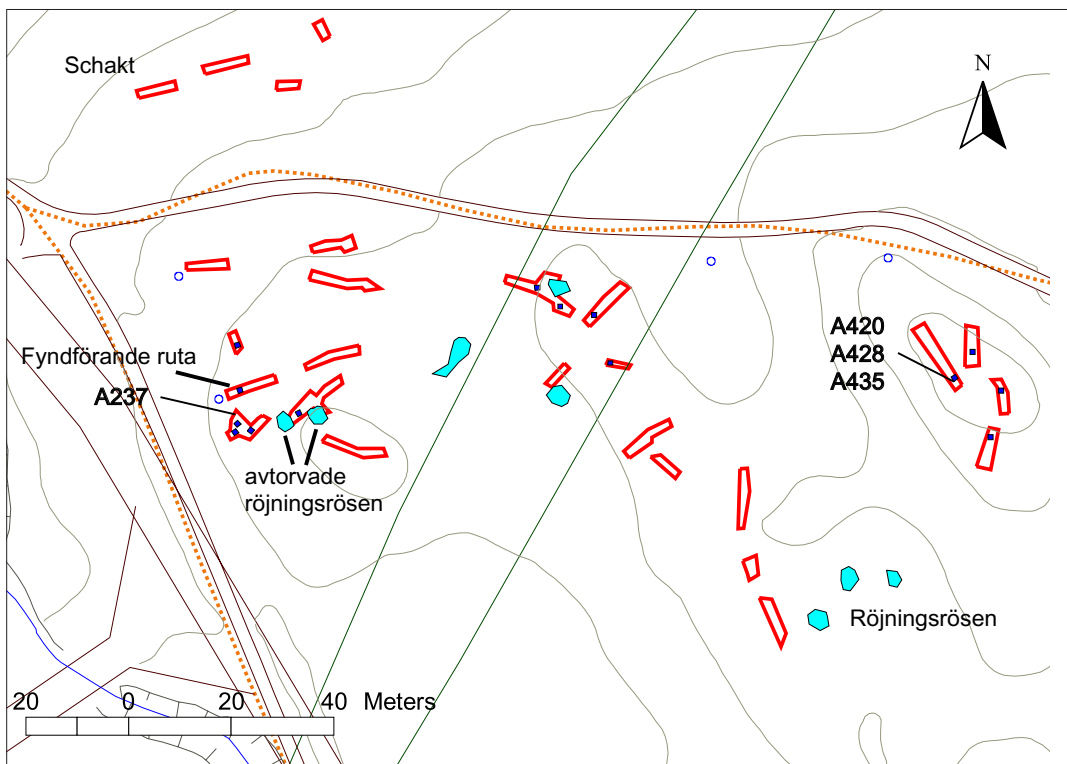 Schakt
N
Fyndförande ruta
A237
A420
A428
A435
avtorvade
röjningsrösen
Röjningsrösen
20 0 20 40 Meters